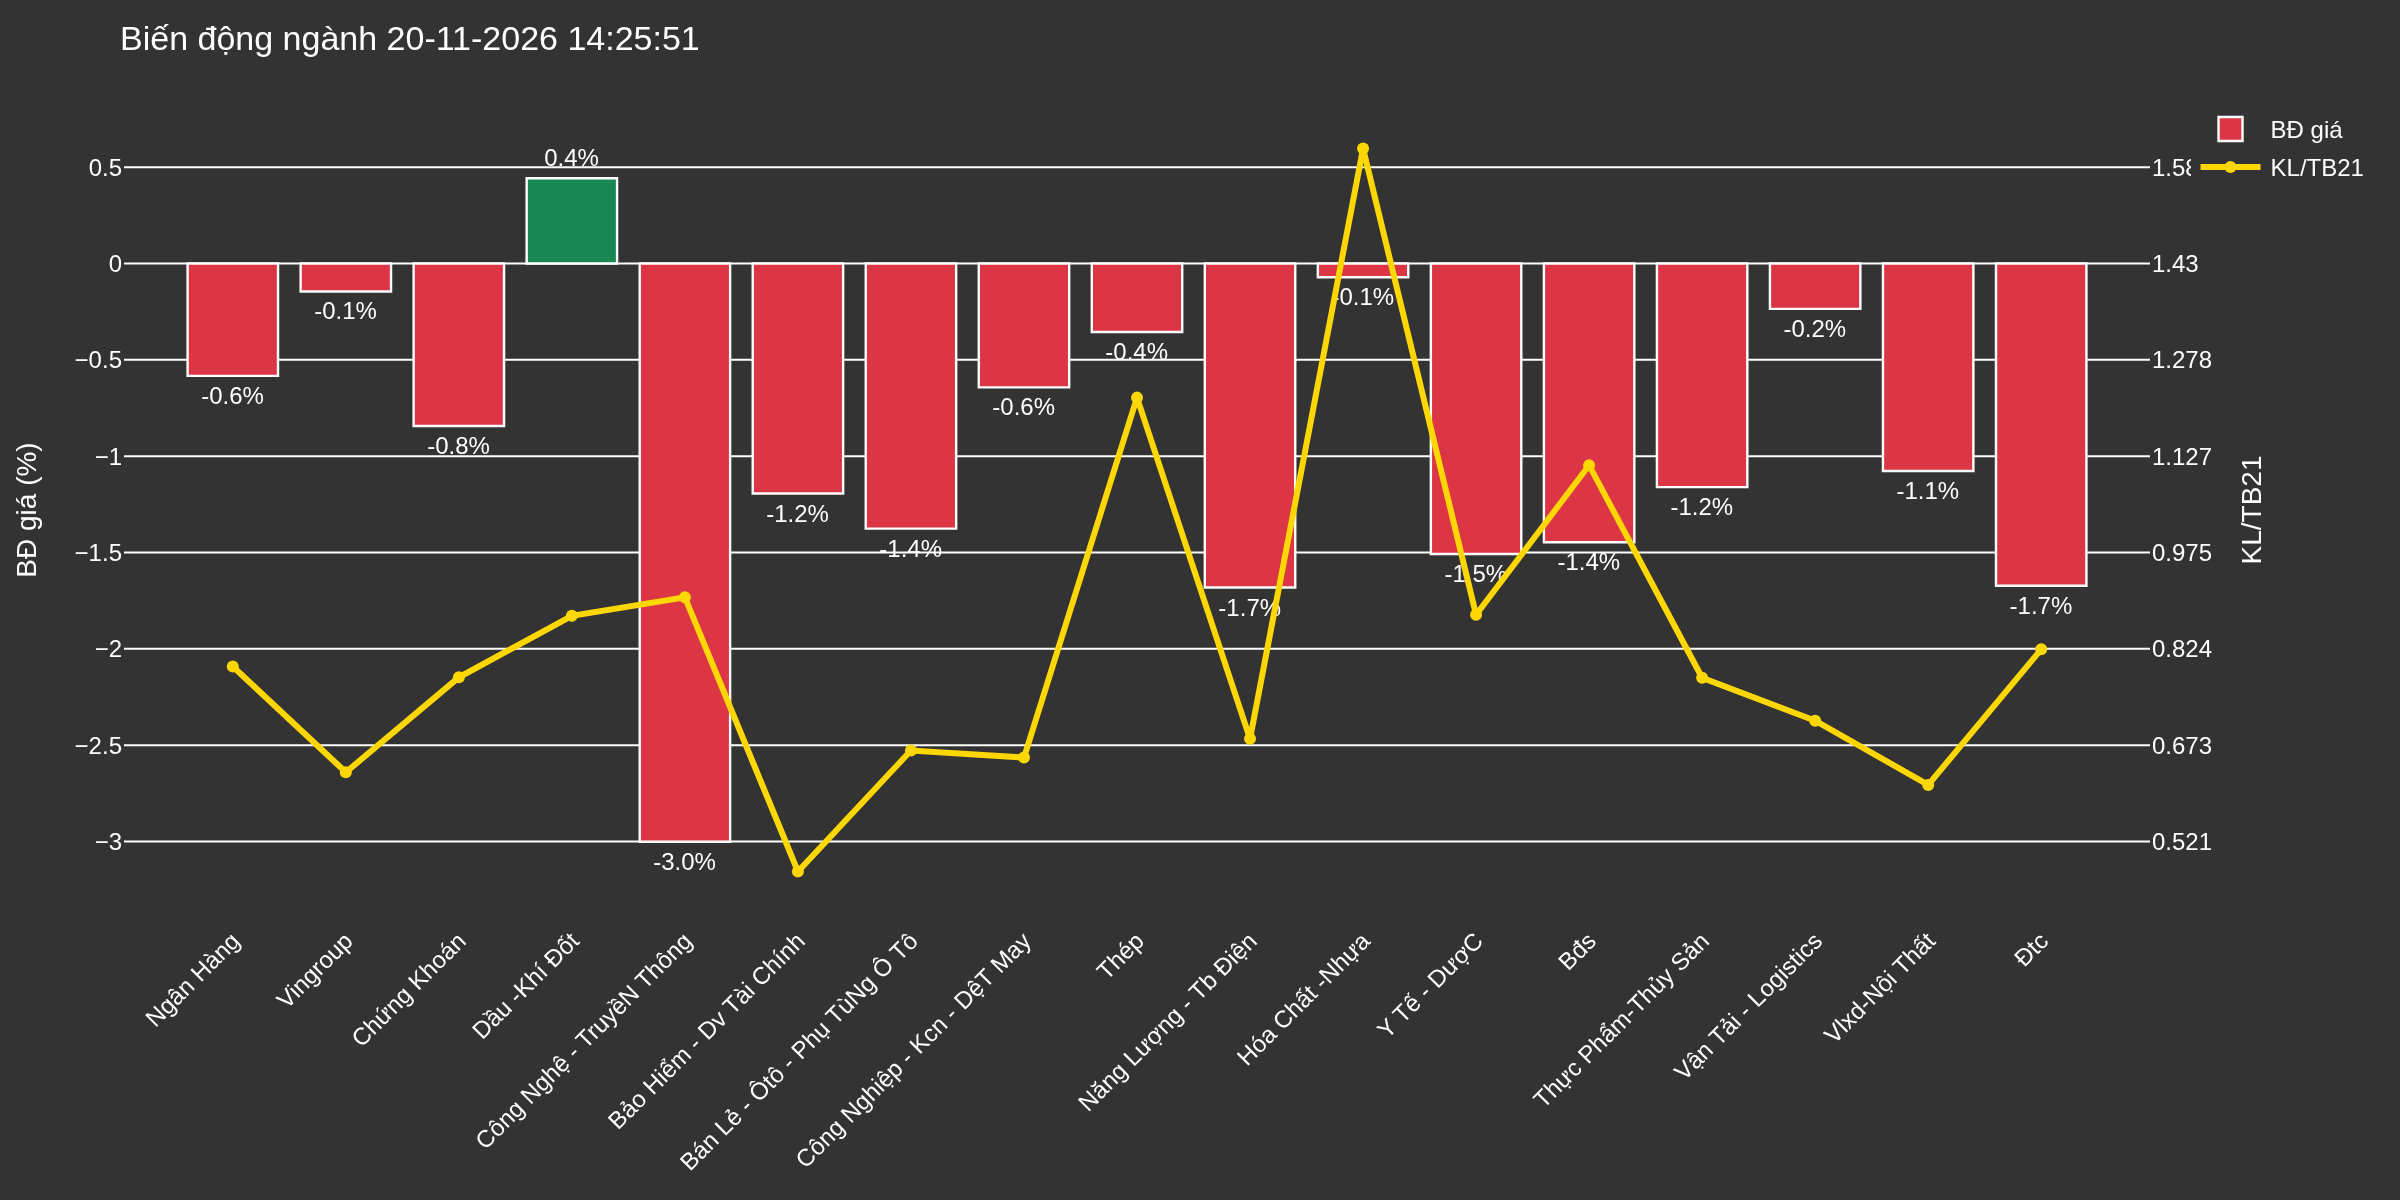 Biến động ngành 20-11-2026 14:25:51
BĐ giá
KL/TB21
0.5
0
−0.5
−1
−1.5
−2
−2.5
−3
BĐ giá (%)
0.4%
-0.6%
-0.1%
-0.8%
-3.0%
-1.2%
-1.4%
-0.6%
-0.4%
-1.7%
-0.1%
-1.5%
-1.4%
-1.2%
-0.2%
-1.1%
-1.7%
1.58
1.43
1.278
1.127
0.975
0.824
0.673
0.521
KL/TB21
Ngân Hàng
Vingroup
Chứng Khoán
Dầu -Khí Đốt
Công Nghệ - TruyềN Thông
Bảo Hiểm - Dv Tài Chính
Bán Lẻ - Ôtô - Phụ TùNg Ô Tô
Công Nghiệp - Kcn - DệT May
Thép
Năng Lượng - Tb Điện
Hóa Chất -Nhựa
Y Tế - DượC
Bđs
Thực Phẩm-Thủy Sản
Vận Tải - Logistics
Vlxd-Nội Thất
Đtc